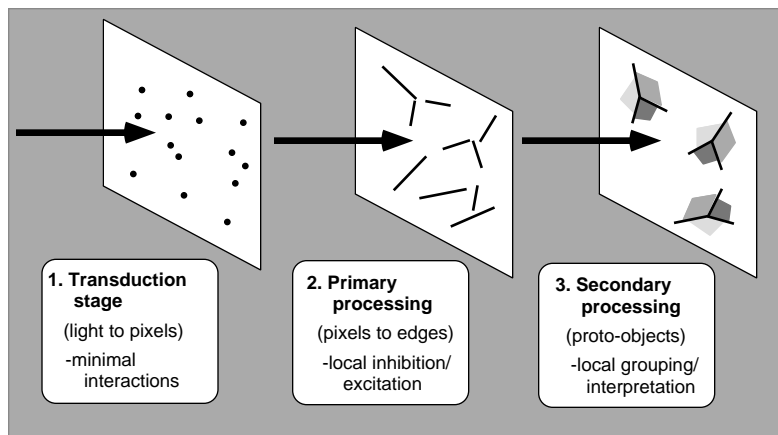 1. Transduction
stage
(light to pixels)
-minimal
interactions
2. Primary
processing
(pixels to edges)
-local inhibition/
excitation
3. Secondary
processing
(proto-objects)
-local grouping/
interpretation